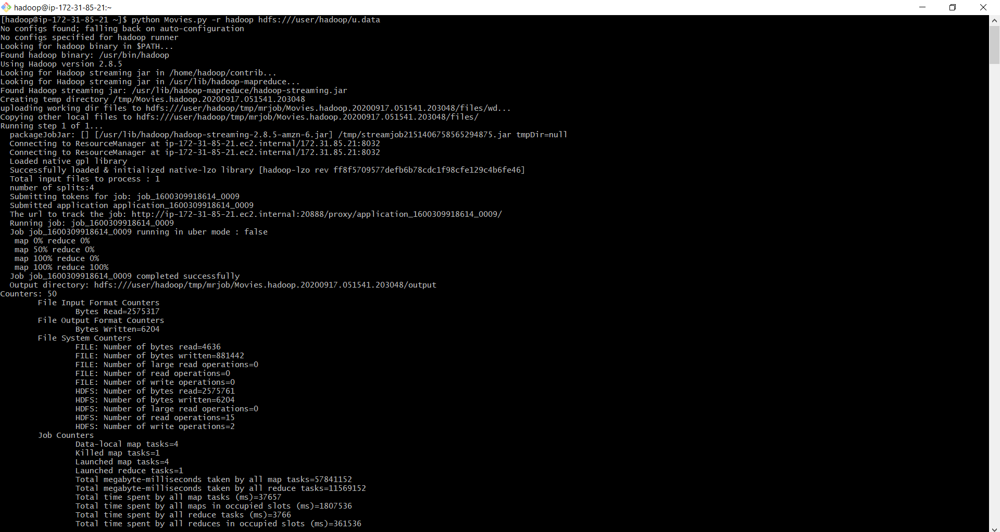 hadoop@ip-172-31-85-21:~
[hadoop@ip-172-31-85-21 ~]$ python Movies.py -r hadoop hdfs:///user/hadoop/u.data
No configs found; falling back on auto-configuration
No configs specified for hadoop runner
Looking for hadoop binary in $PATH...
Found hadoop binary: /usr/bin/hadoop
Using Hadoop version 2.8.5
Looking for Hadoop streaming jar in /home/hadoop/contrib...
Looking for Hadoop streaming jar in /usr/lib/hadoop-mapreduce...
Found Hadoop streaming jar: /usr/lib/hadoop-mapreduce/hadoop-streaming.jar
Creating temp directory /tmp/Movies.hadoop.20200917.051541.203048
uploading working dir files to hdfs:///user/hadoop/tmp/mrjob/Movies.hadoop.20200917.051541.203048/files/wd...
Copying other local files to hdfs:///user/hadoop/tmp/mrjob/Movies.hadoop.20200917.051541.203048/files/
Running step 1 of 1...
  packageJobJar: [] [/usr/lib/hadoop/hadoop-streaming-2.8.5-amzn-6.jar] /tmp/streamjob2151406758565294875.jar tmpDir=null
  Connecting to ResourceManager at ip-172-31-85-21.ec2.internal/172.31.85.21:8032
  Connecting to ResourceManager at ip-172-31-85-21.ec2.internal/172.31.85.21:8032
  Loaded native gpl library
  Successfully loaded & initialized native-lzo library [hadoop-lzo rev ff8f5709577defb6b78cdc1f98cfe129c4b6fe46]
  Total input files to process : 1
  number of splits:4
  Submitting tokens for job: job_1600309918614_0009
  Submitted application application_1600309918614_0009
  The url to track the job: http://ip-172-31-85-21.ec2.internal:20888/proxy/application_1600309918614_0009/
  Running job: job_1600309918614_0009
  Job job_1600309918614_0009 running in uber mode : false
   map 0% reduce 0%
   map 50% reduce 0%
   map 100% reduce 0%
   map 100% reduce 100%
  Job job_1600309918614_0009 completed successfully
  Output directory: hdfs:///user/hadoop/tmp/mrjob/Movies.hadoop.20200917.051541.203048/output
Counters: 50
        File Input Format Counters
                Bytes Read=2575317
        File Output Format Counters
                Bytes Written=6204
        File System Counters
                FILE: Number of bytes read=4636
                FILE: Number of bytes written=881442
                FILE: Number of large read operations=0
                FILE: Number of read operations=0
                FILE: Number of write operations=0
                HDFS: Number of bytes read=2575761
                HDFS: Number of bytes written=6204
                HDFS: Number of large read operations=0
                HDFS: Number of read operations=15
                HDFS: Number of write operations=2
        Job Counters
                Data-local map tasks=4
                Killed map tasks=1
                Launched map tasks=4
                Launched reduce tasks=1
                Total megabyte-milliseconds taken by all map tasks=57841152
                Total megabyte-milliseconds taken by all reduce tasks=11569152
                Total time spent by all map tasks (ms)=37657
                Total time spent by all maps in occupied slots (ms)=1807536
                Total time spent by all reduce tasks (ms)=3766
                Total time spent by all reduces in occupied slots (ms)=361536